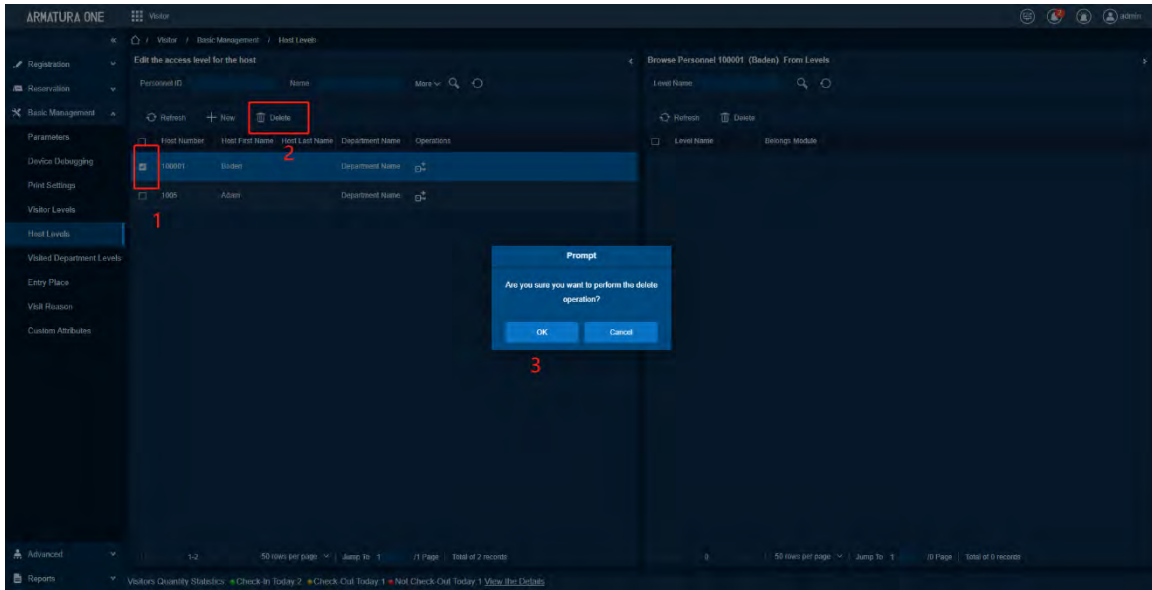 ARMATURA ONE
Visitor
admin
Visitor / Basic Management / Host Levels
Registration
Reservation
Basic Management
Parameters
Device Debugging
Print Settings
Visitor Levels
Host Levels
Visited Department Levels
Entry Place
Visit Reason
Custom Attributes
Advanced
Reports
Edit the access level for the host
Personnel ID Name More
Refresh New Delete
2
Host Number Host First Name Host Last Name Department Name Operations
100001 Baden Department Name
1005 Department Name
1
1-2 50 rows per page Jump To 1 /1 Page Total of 2 records
Browse Personnel 100001 (Baden) From Levels
Level Name
Refresh Delete
Level Name Belongs Module
0 50 rows per page Jump To 1 /0 Page Total of 0 records
Prompt
Are you sure you want to perform the delete
operation?
OK Cancel
3
Visitors Quantity Statistics: Check-In Today:2 Check-Out Today:1 Not Check-Out Today:1 View the Details